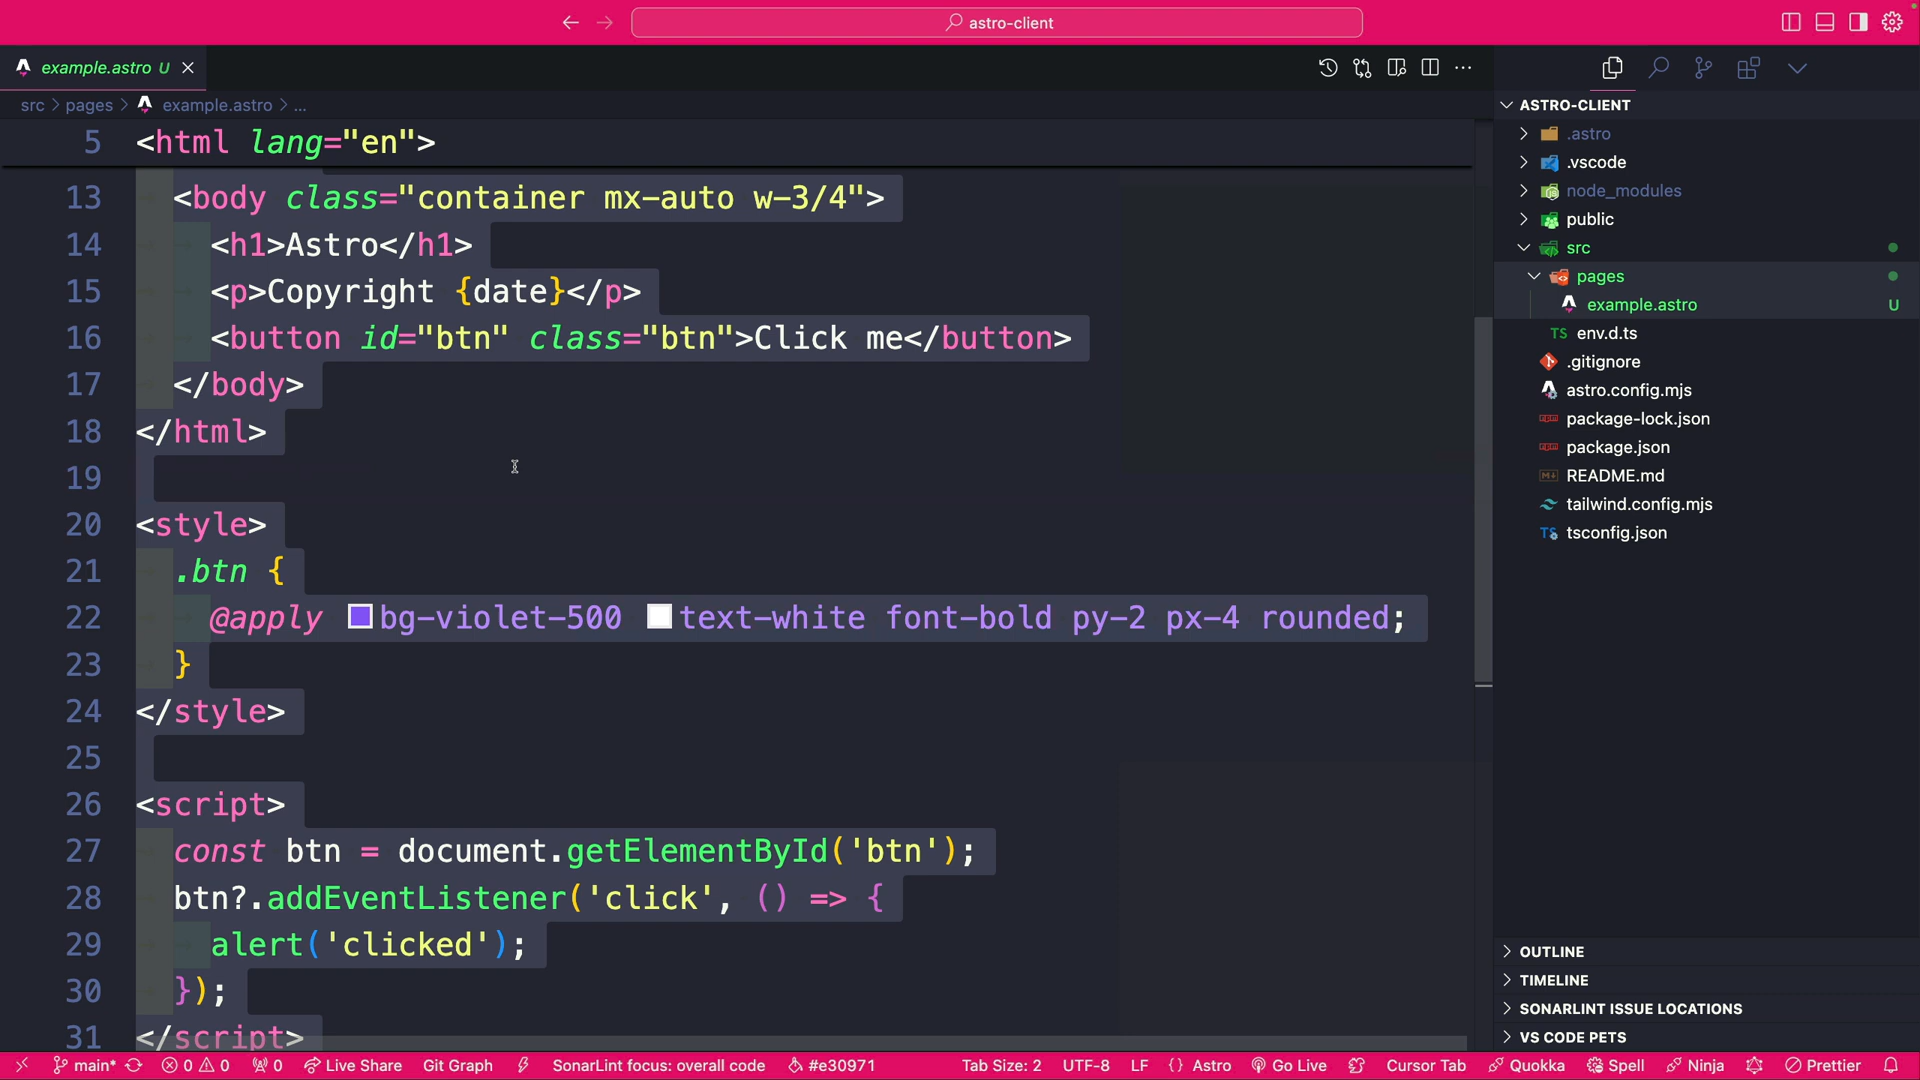 astro-client
example.astro U
src > pages > example.astro > ...
5 <html lang="en">
13 <body class="container mx-auto w-3/4">
14 <h1>Astro</h1>
15 <p>Copyright {date}</p>
16 <button id="btn" class="btn">Click me</button>
17 </body>
18 </html>
19
20 <style>
21 .btn {
22 @apply bg-violet-500 text-white font-bold py-2 px-4 rounded;
23 }
24 </style>
25
26 <script>
27 const btn = document.getElementById('btn');
28 btn?.addEventListener('click', () => {
29 alert('clicked');
30 });
31 </script>
ASTRO-CLIENT
.astro
.vscode
node_modules
public
src
pages
example.astro U
TS env.d.ts
.gitignore
astro.config.mjs
package-lock.json
package.json
README.md
tailwind.config.mjs
TS tsconfig.json
OUTLINE
TIMELINE
SONARLINT ISSUE LOCATIONS
VS CODE PETS
main* 0 0 0 Live Share Git Graph SonarLint focus: overall code #e30971 Tab Size: 2 UTF-8 LF {} Astro Go Live Cursor Tab Quokka Spell Ninja Prettier